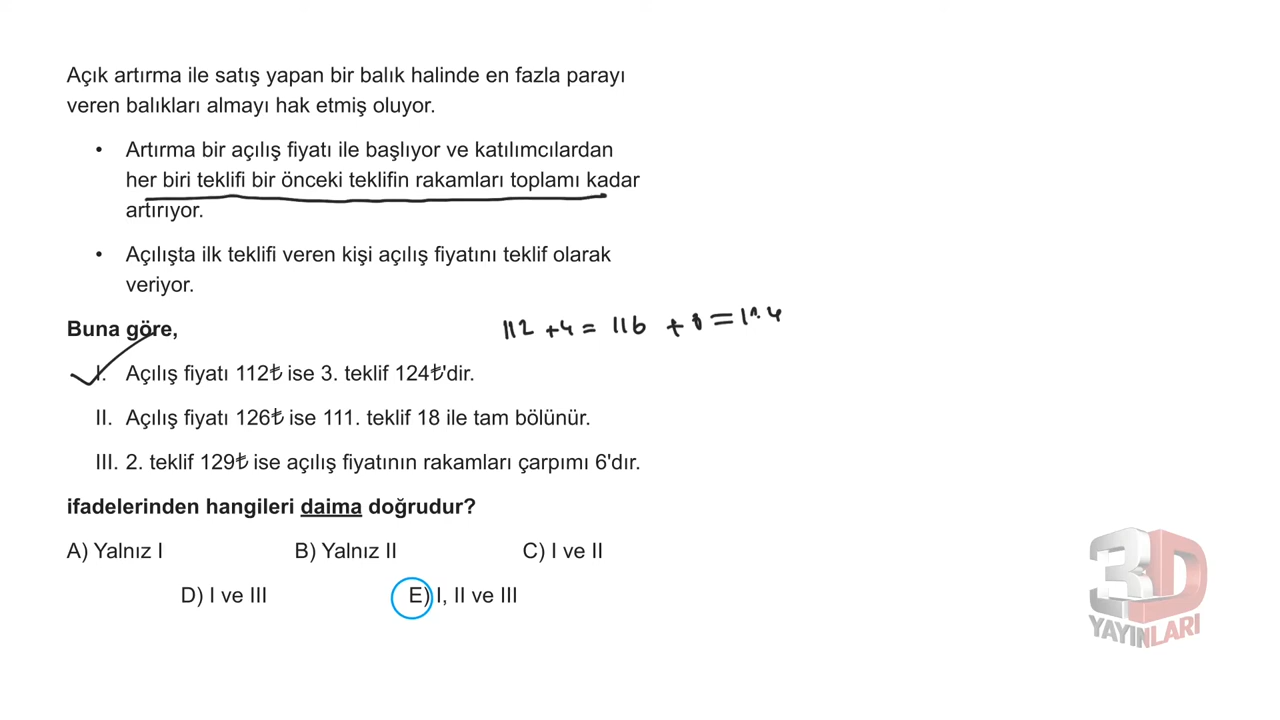 Açık artırma ile satış yapan bir balık halinde en fazla parayı
veren balıkları almayı hak etmiş oluyor.
• Artırma bir açılış fiyatı ile başlıyor ve katılımcılardan
her biri teklifi bir önceki teklifin rakamları toplamı kadar
artırıyor.
• Açılışta ilk teklifi veren kişi açılış fiyatını teklif olarak
veriyor.
Buna göre,
112 +4 = 116 + 8 = 124
I. Açılış fiyatı 112₺ ise 3. teklif 124₺'dir.
II. Açılış fiyatı 126₺ ise 111. teklif 18 ile tam bölünür.
III. 2. teklif 129₺ ise açılış fiyatının rakamları çarpımı 6'dır.
ifadelerinden hangileri daima doğrudur?
A) Yalnız I B) Yalnız II C) I ve II
D) I ve III E) I, II ve III
3D
YAYINLARI